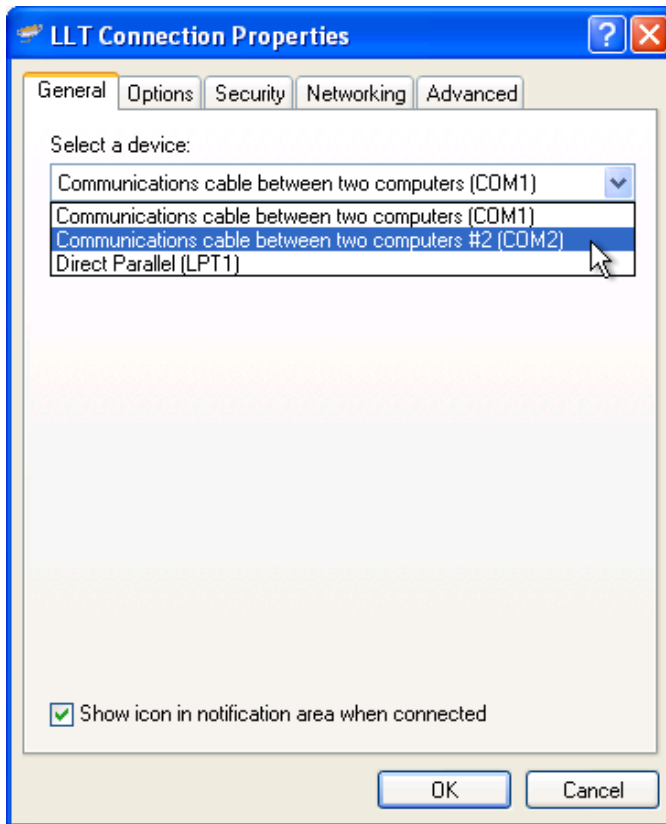 LLT Connection Properties
General Options Security Networking Advanced
Select a device:
Communications cable between two computers (COM1)
Communications cable between two computers (COM1)
Communications cable between two computers #2 (COM2)
Direct Parallel (LPT1)
Show icon in notification area when connected
OK Cancel